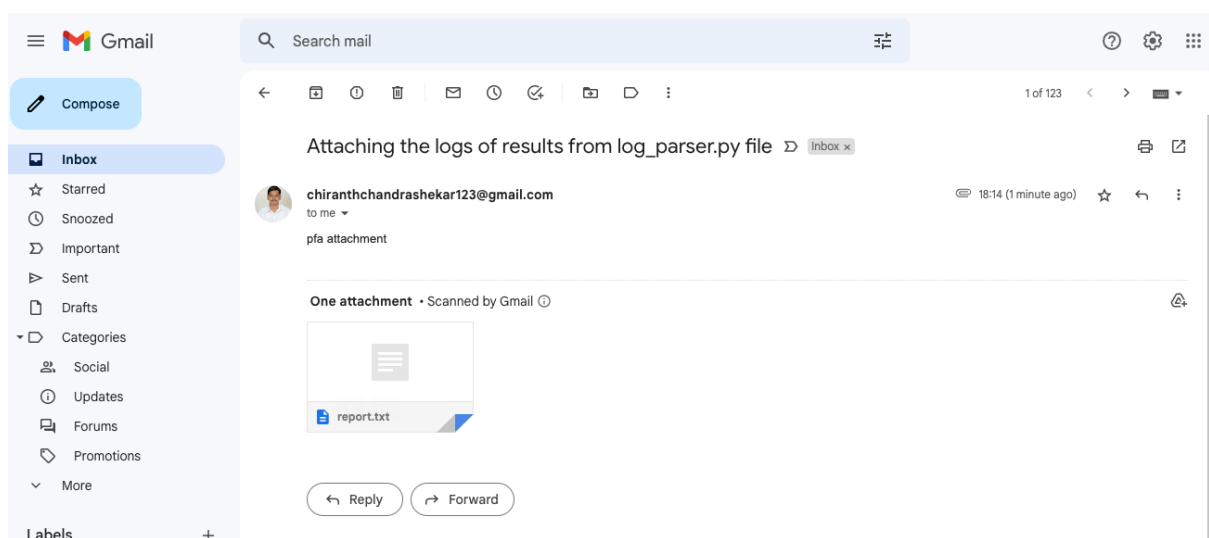 Gmail
Search mail
Compose
1 of 123
Inbox
Starred
Snoozed
Important
Sent
Drafts
Categories
Social
Updates
Forums
Promotions
More
Labels
Attaching the logs of results from log_parser.py file Inbox ×
chiranthchandrashekar123@gmail.com 18:14 (1 minute ago)
to me
pfa attachment
One attachment • Scanned by Gmail
report.txt
Reply Forward